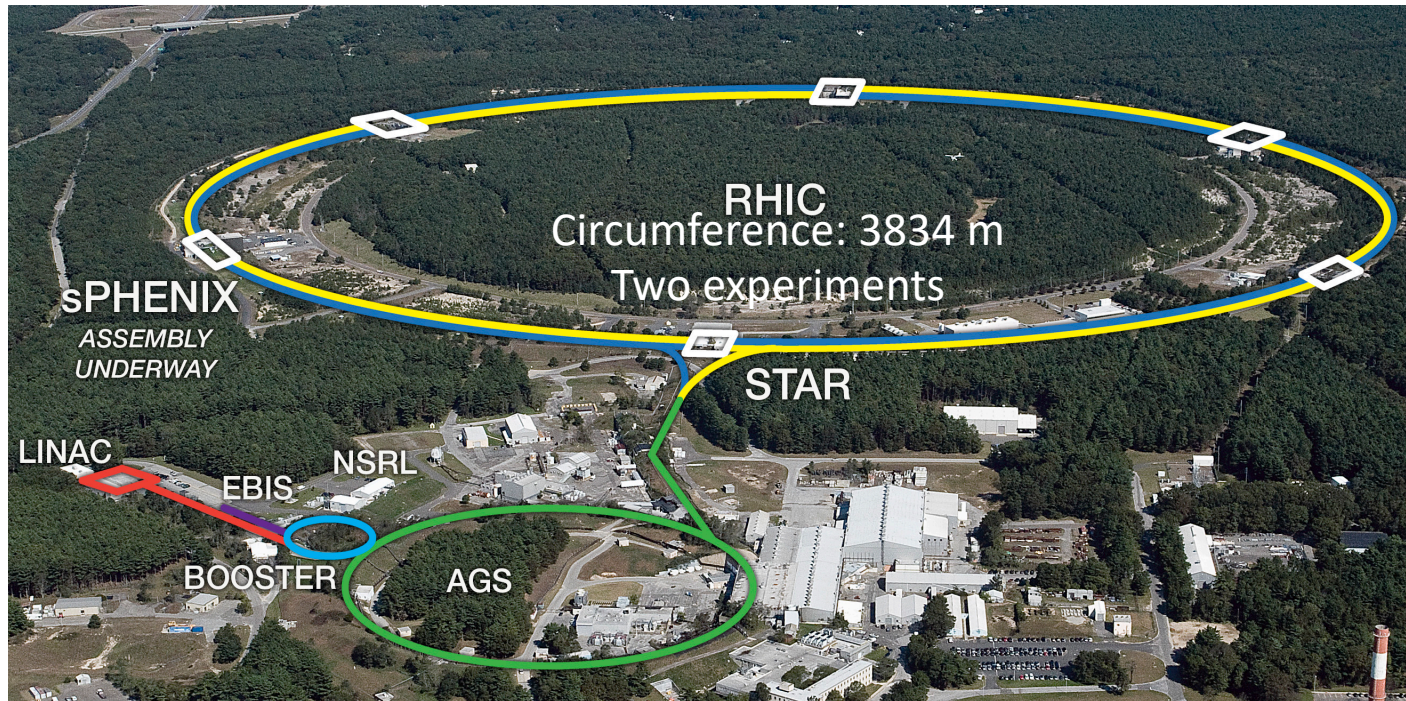 RHIC
Circumference: 3834 m
Two experiments
sPHENIX
ASSEMBLY
UNDERWAY
STAR
LINAC
NSRL
EBIS
BOOSTER
AGS